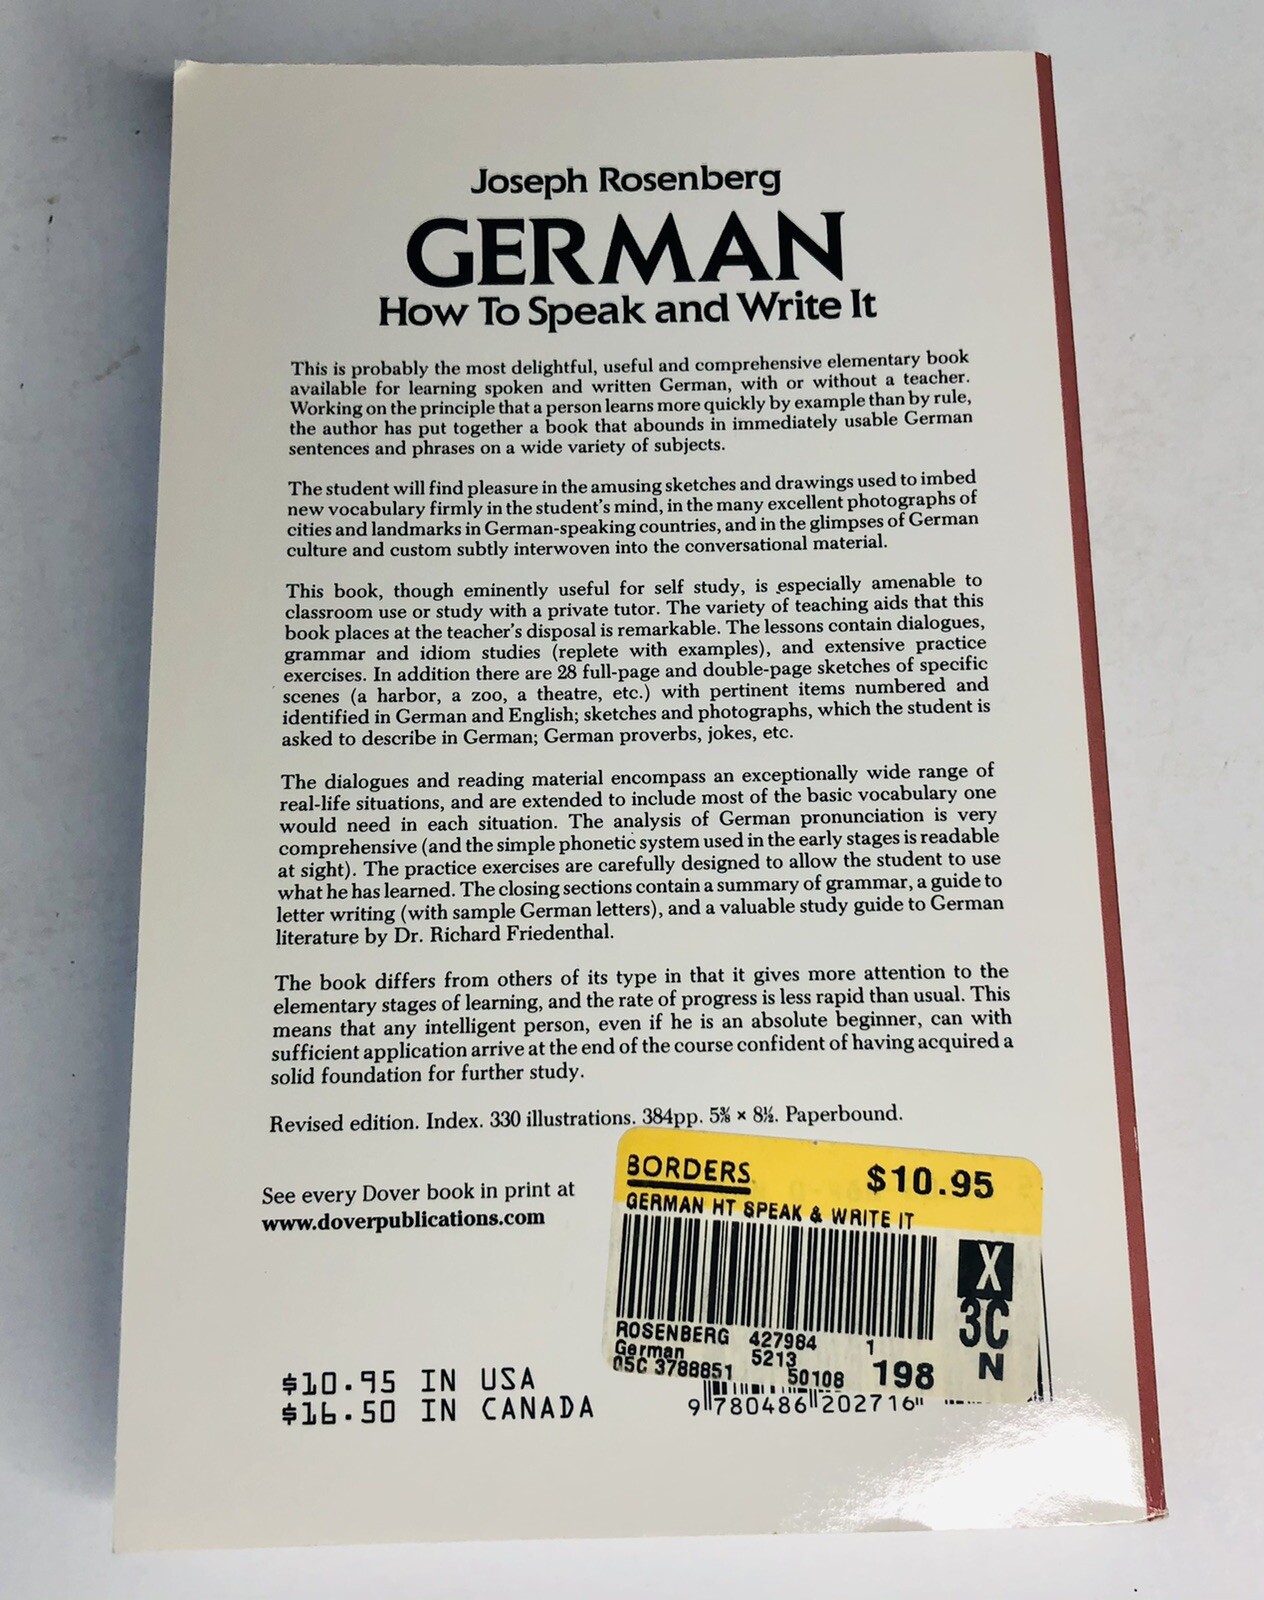 Joseph Rosenberg
GERMAN
How To Speak and Write It
This is probably the most delightful, useful and comprehensive elementary book
available for learning spoken and written German, with or without a teacher.
Working on the principle that a person learns more quickly by example than by rule,
the author has put together a book that abounds in immediately usable German
sentences and phrases on a wide variety of subjects.
The student will find pleasure in the amusing sketches and drawings used to imbed
new vocabulary firmly in the student's mind, in the many excellent photographs of
cities and landmarks in German-speaking countries, and in the glimpses of German
culture and custom subtly interwoven into the conversational material.
This book, though eminently useful for self study, is especially amenable to
classroom use or study with a private tutor. The variety of teaching aids that this
book places at the teacher's disposal is remarkable. The lessons contain dialogues,
grammar and idiom studies (replete with examples), and extensive practice
exercises. In addition there are 28 full-page and double-page sketches of specific
scenes (a harbor, a zoo, a theatre, etc.) with pertinent items numbered and
identified in German and English; sketches and photographs, which the student is
asked to describe in German; German proverbs, jokes, etc.
The dialogues and reading material encompass an exceptionally wide range of
real-life situations, and are extended to include most of the basic vocabulary one
would need in each situation. The analysis of German pronunciation is very
comprehensive (and the simple phonetic system used in the early stages is readable
at sight). The practice exercises are carefully designed to allow the student to use
what he has learned. The closing sections contain a summary of grammar, a guide to
letter writing (with sample German letters), and a valuable study guide to German
literature by Dr. Richard Friedenthal.
The book differs from others of its type in that it gives more attention to the
elementary stages of learning, and the rate of progress is less rapid than usual. This
means that any intelligent person, even if he is an absolute beginner, can with
sufficient application arrive at the end of the course confident of having acquired a
solid foundation for further study.
Revised edition. Index. 330 illustrations. 384pp. 5⅜ × 8½. Paperbound.
See every Dover book in print at
www.doverpublications.com
BORDERS. $10.95
GERMAN HT SPEAK & WRITE IT
X
3C
N
ROSENBERG 427984 1
German 5213
05C 3788851 50108 198
$10.95 IN USA
$16.50 IN CANADA
9 780486 202716